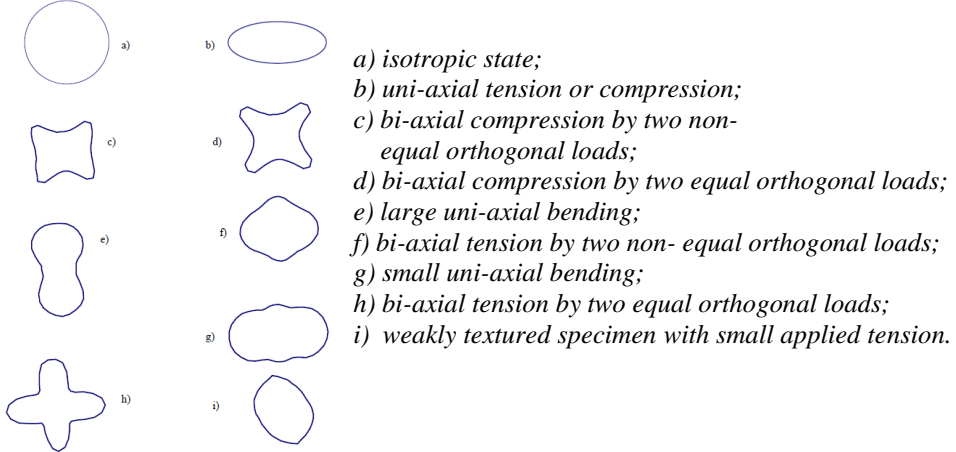 a)
b)
c)
d)
e)
f)
g)
h)
i)
a) isotropic state;
b) uni-axial tension or compression;
c) bi-axial compression by two non-
equal orthogonal loads;
d) bi-axial compression by two equal orthogonal loads;
e) large uni-axial bending;
f) bi-axial tension by two non- equal orthogonal loads;
g) small uni-axial bending;
h) bi-axial tension by two equal orthogonal loads;
i) weakly textured specimen with small applied tension.